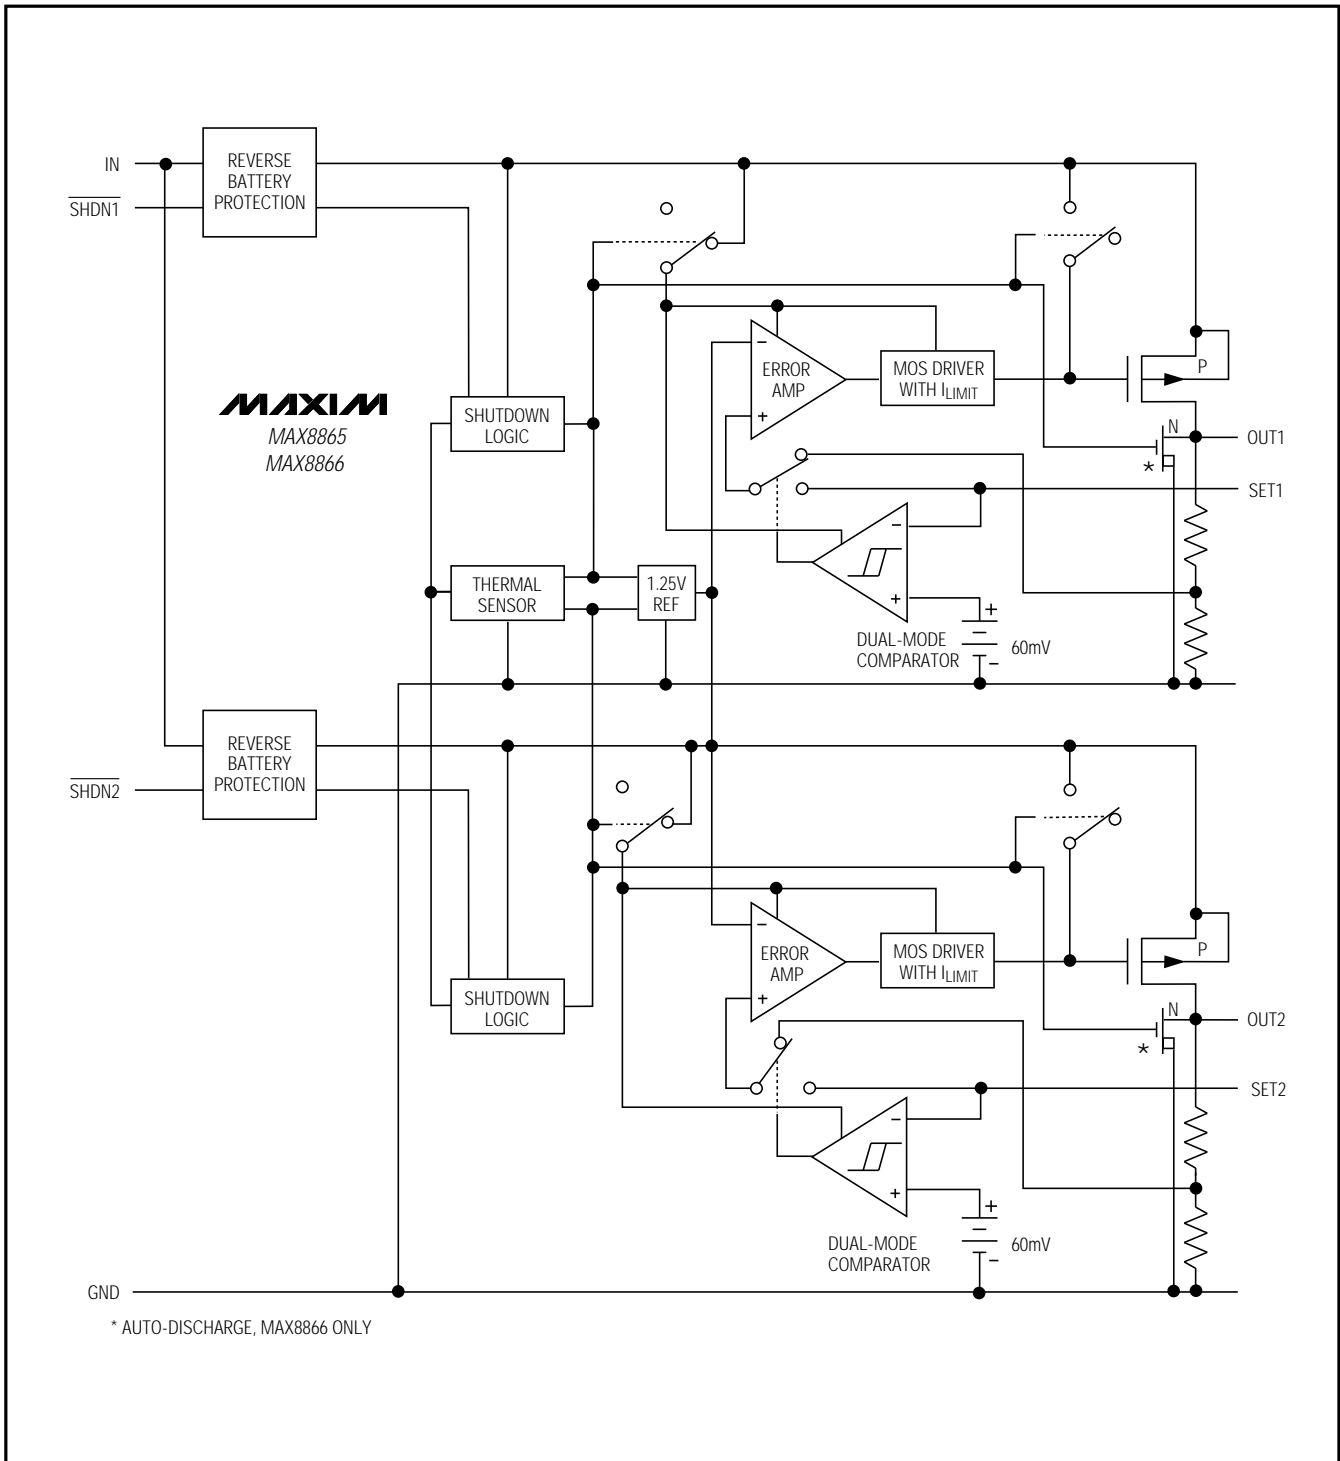 IN
REVERSE
BATTERY
PROTECTION
SHDN1
MAXIM
MAX8865
MAX8866
SHUTDOWN
LOGIC
−
ERROR
AMP
+
MOS DRIVER
WITH ILIMIT
P
N
*
OUT1
SET1
−
+
DUAL-MODE
COMPARATOR
+
60mV
−
THERMAL
SENSOR
1.25V
REF
REVERSE
BATTERY
PROTECTION
SHDN2
SHUTDOWN
LOGIC
−
ERROR
AMP
+
MOS DRIVER
WITH ILIMIT
P
N
*
OUT2
SET2
−
+
DUAL-MODE
COMPARATOR
+
60mV
−
GND
* AUTO-DISCHARGE, MAX8866 ONLY